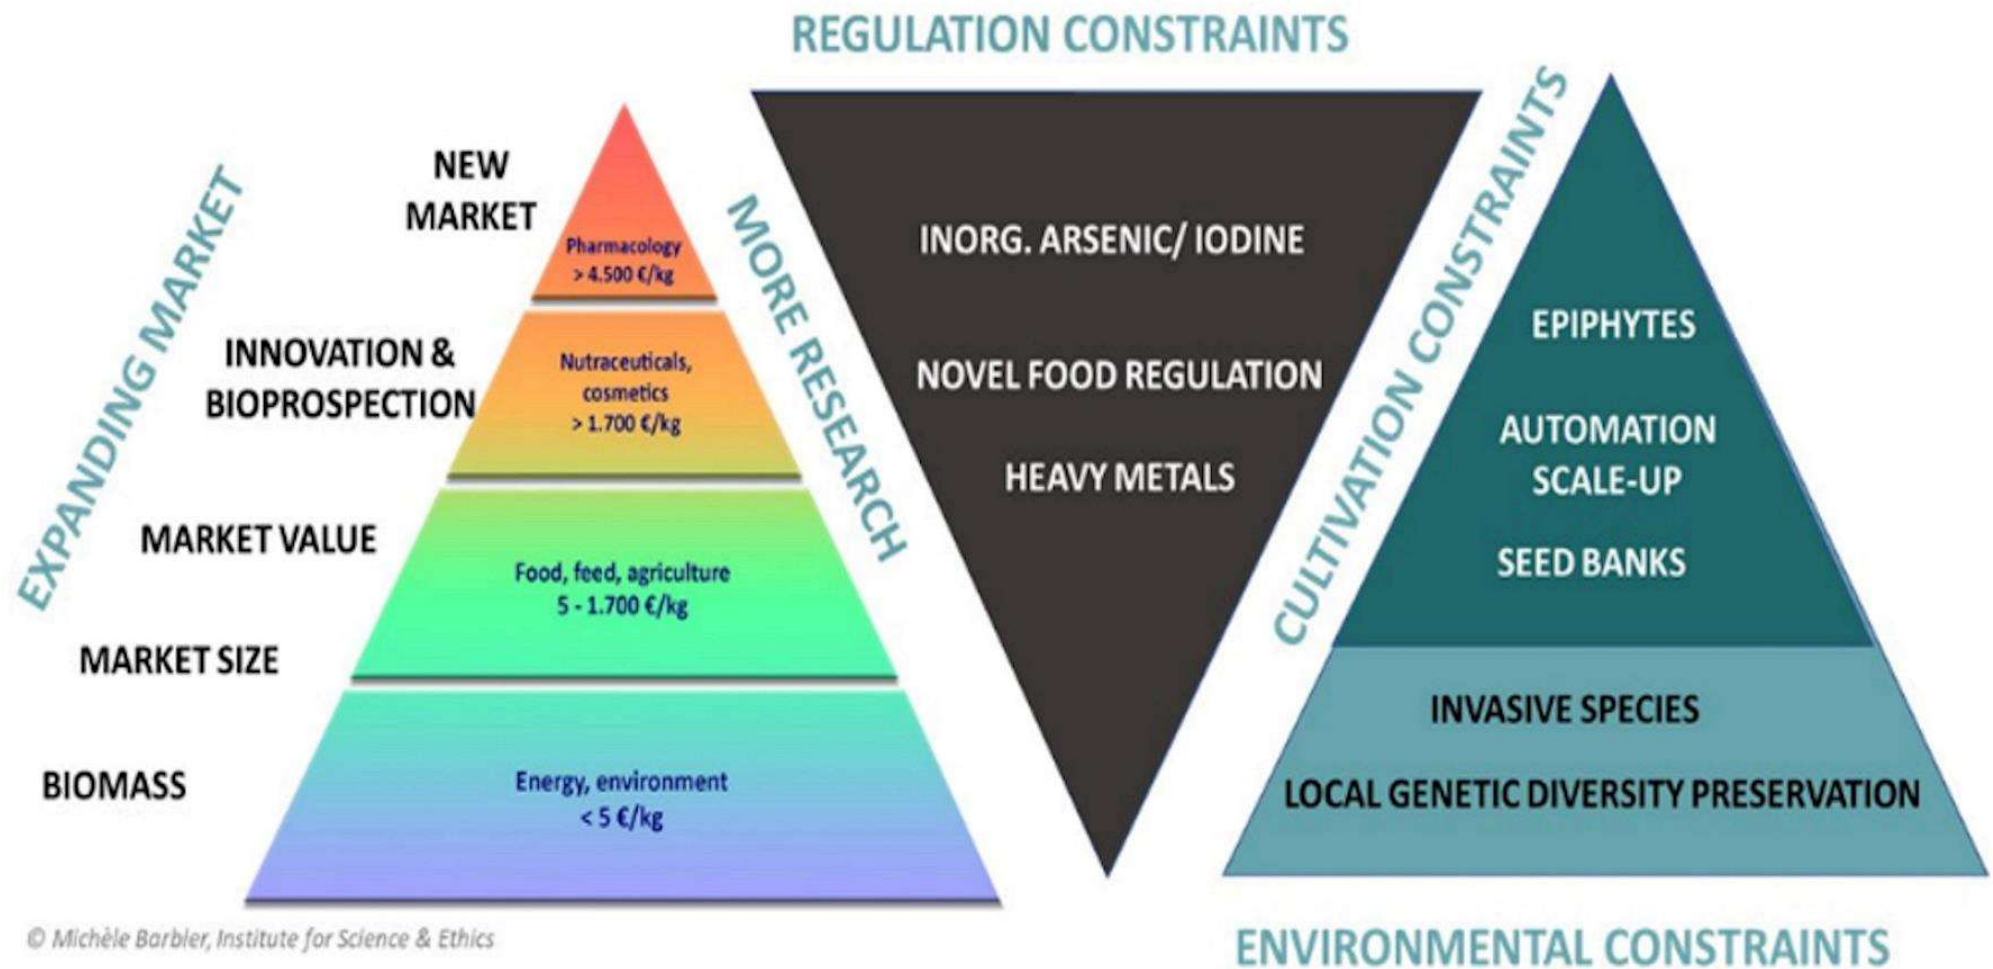 REGULATION CONSTRAINTS
EXPANDING MARKET
NEW
MARKET
INNOVATION &
BIOPROSPECTION
MARKET VALUE
MARKET SIZE
BIOMASS
Pharmacology
> 4.500 €/kg
Nutraceuticals,
cosmetics
> 1.700 €/kg
Food, feed, agriculture
5 - 1.700 €/kg
Energy, environment
< 5 €/kg
MORE RESEARCH
INORG. ARSENIC/ IODINE
NOVEL FOOD REGULATION
HEAVY METALS
CULTIVATION CONSTRAINTS
EPIPHYTES
AUTOMATION
SCALE-UP
SEED BANKS
INVASIVE SPECIES
LOCAL GENETIC DIVERSITY PRESERVATION
© Michèle Barbier, Institute for Science & Ethics
ENVIRONMENTAL CONSTRAINTS